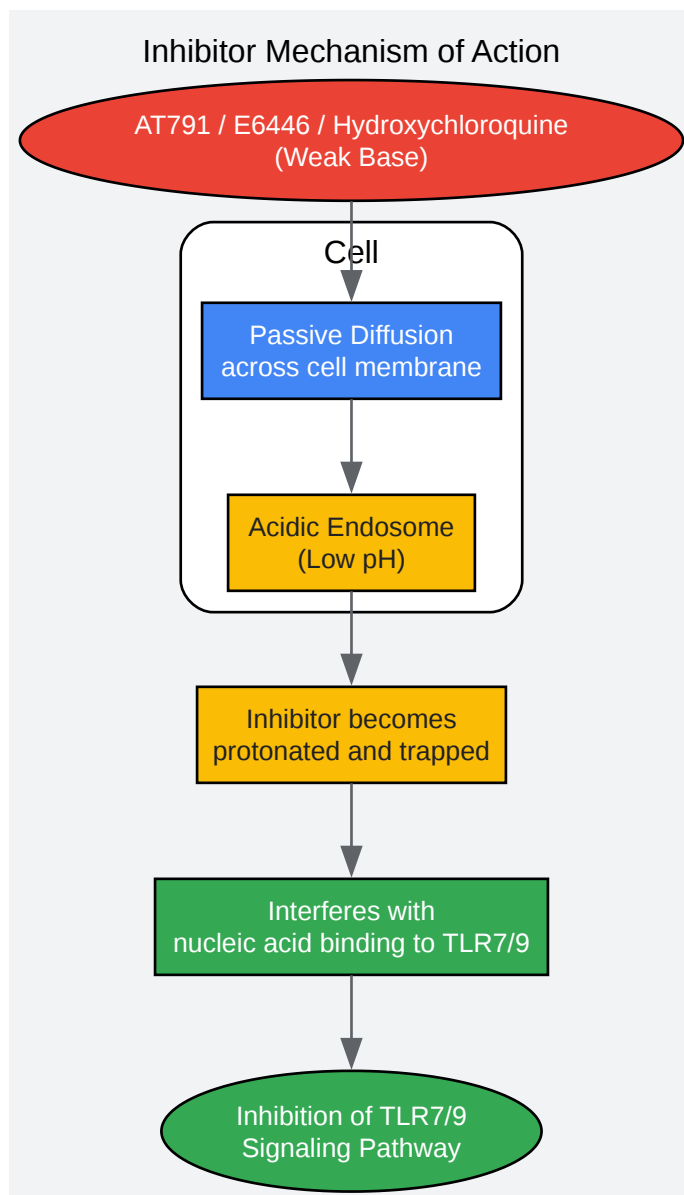 Inhibitor Mechanism of Action
AT791 / E6446 / Hydroxychloroquine
(Weak Base)
Cell
Passive Diffusion
across cell membrane
Acidic Endosome
(Low pH)
Inhibitor becomes
protonated and trapped
Interferes with
nucleic acid binding to TLR7/9
Inhibition of TLR7/9
Signaling Pathway